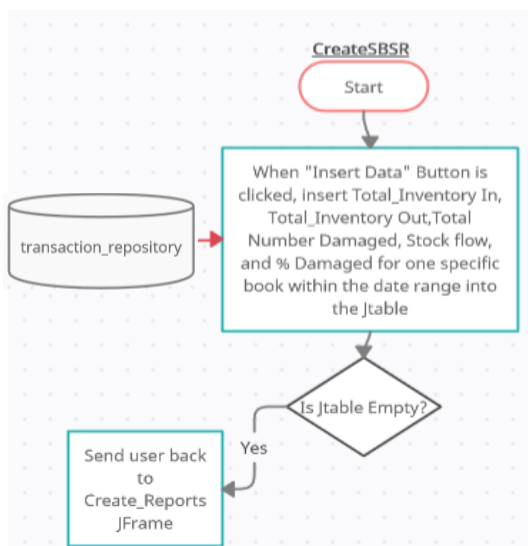 CreateSBSR
Start
When "Insert Data" Button is
clicked, insert Total_Inventory In,
Total_Inventory Out,Total
Number Damaged, Stock flow,
and % Damaged for one specific
book within the date range into
the Jtable
transaction_repository
Is Jtable Empty?
Yes
Send user back
to
Create_Reports
JFrame